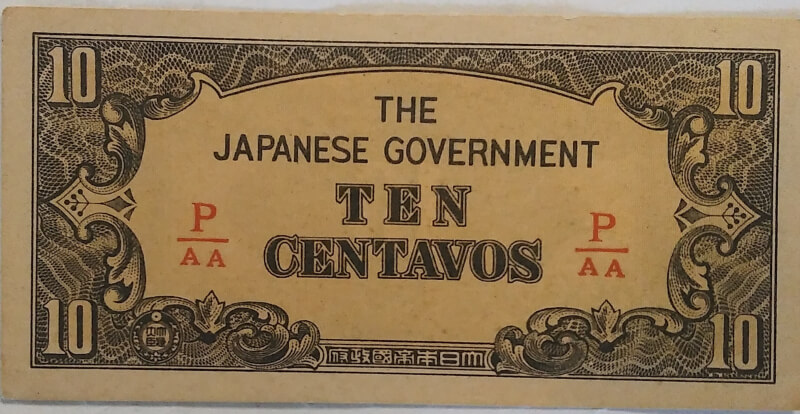 10 10
THE
JAPANESE GOVERNMENT
TEN
P P
AA AA
CENTAVOS
10 10
府政國帝本日大